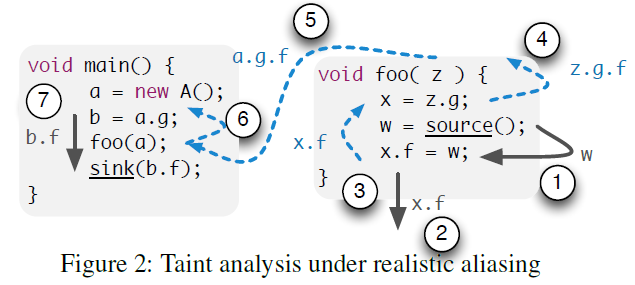 void main() {
a = new A();
b = a.g;
foo(a);
sink(b.f);
}
7
b.f
6
a.g.f
5
void foo( z ) {
x = z.g;
w = source();
x.f = w;
}
4
z.g.f
x.f
3
w
1
x.f
2
Figure 2: Taint analysis under realistic aliasing